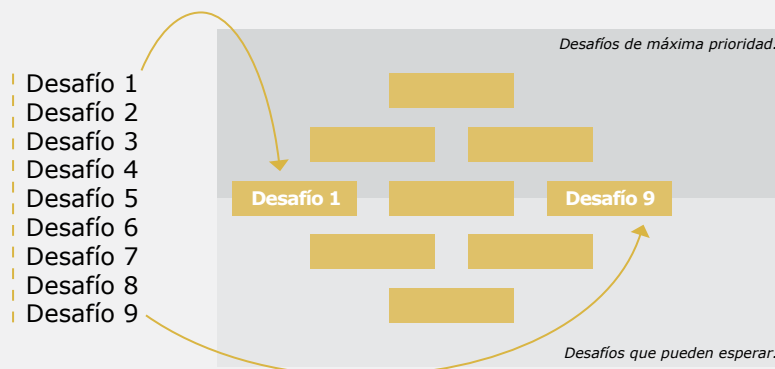 Desafíos de máxima prioridad.
Desafío 1
Desafío 2
Desafío 3
Desafío 4
Desafío 5
Desafío 6
Desafío 7
Desafío 8
Desafío 9
Desafío 1
Desafío 9
Desafíos que pueden esperar.